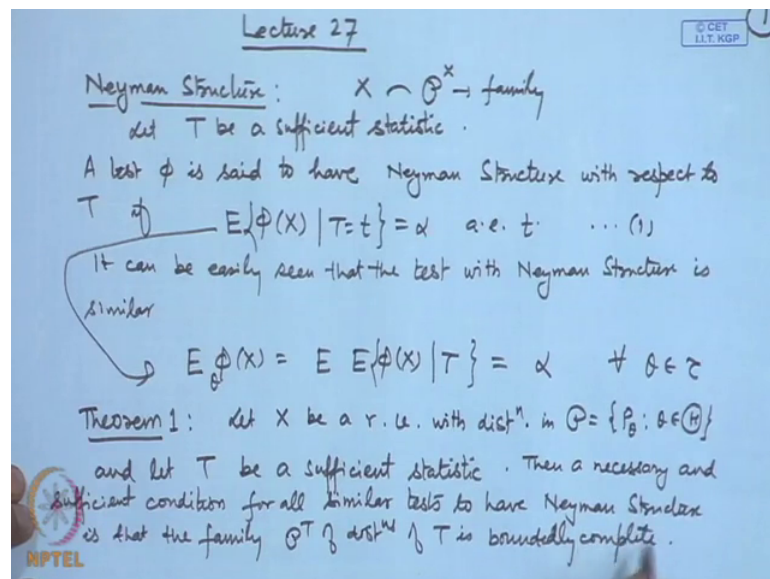 Lecture 27
© CET
I.I.T. KGP
Neyman Structure : X ~ 𝒫^X → family
Let T be a sufficient statistic .
A test ϕ is said to have Neyman Structure with respect to
T if E{ϕ(X) | T=t} = α a.e. t. ... (1)
It can be easily seen that the test with Neyman Structure is
similar
E_θ ϕ(X) = E E{ϕ(X) | T } = α ∀ θ ∈ τ
Theorem 1 : Let X be a r.v. with distⁿ. in 𝒫 = {P_θ : θ ∈ Ⓗ}
and let T be a sufficient statistic . Then a necessary and
sufficient condition for all similar tests to have Neyman Structure
is that the family 𝒫^T of distⁿˢ of T is boundedly complete .
NPTEL